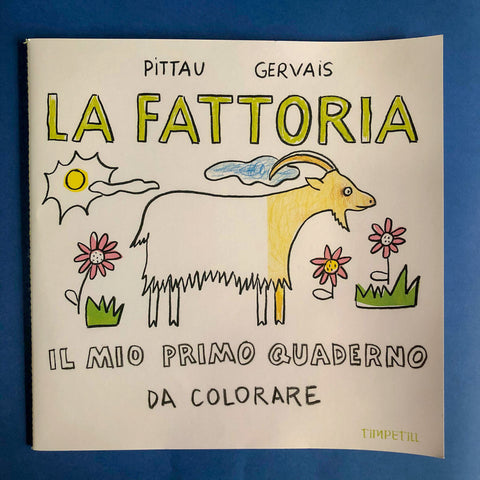 PiTTAU GERVAiS
LA FATTORIA
IL MIO PRIMO QUADERNO
DA COLORARE
TiMPETiLL